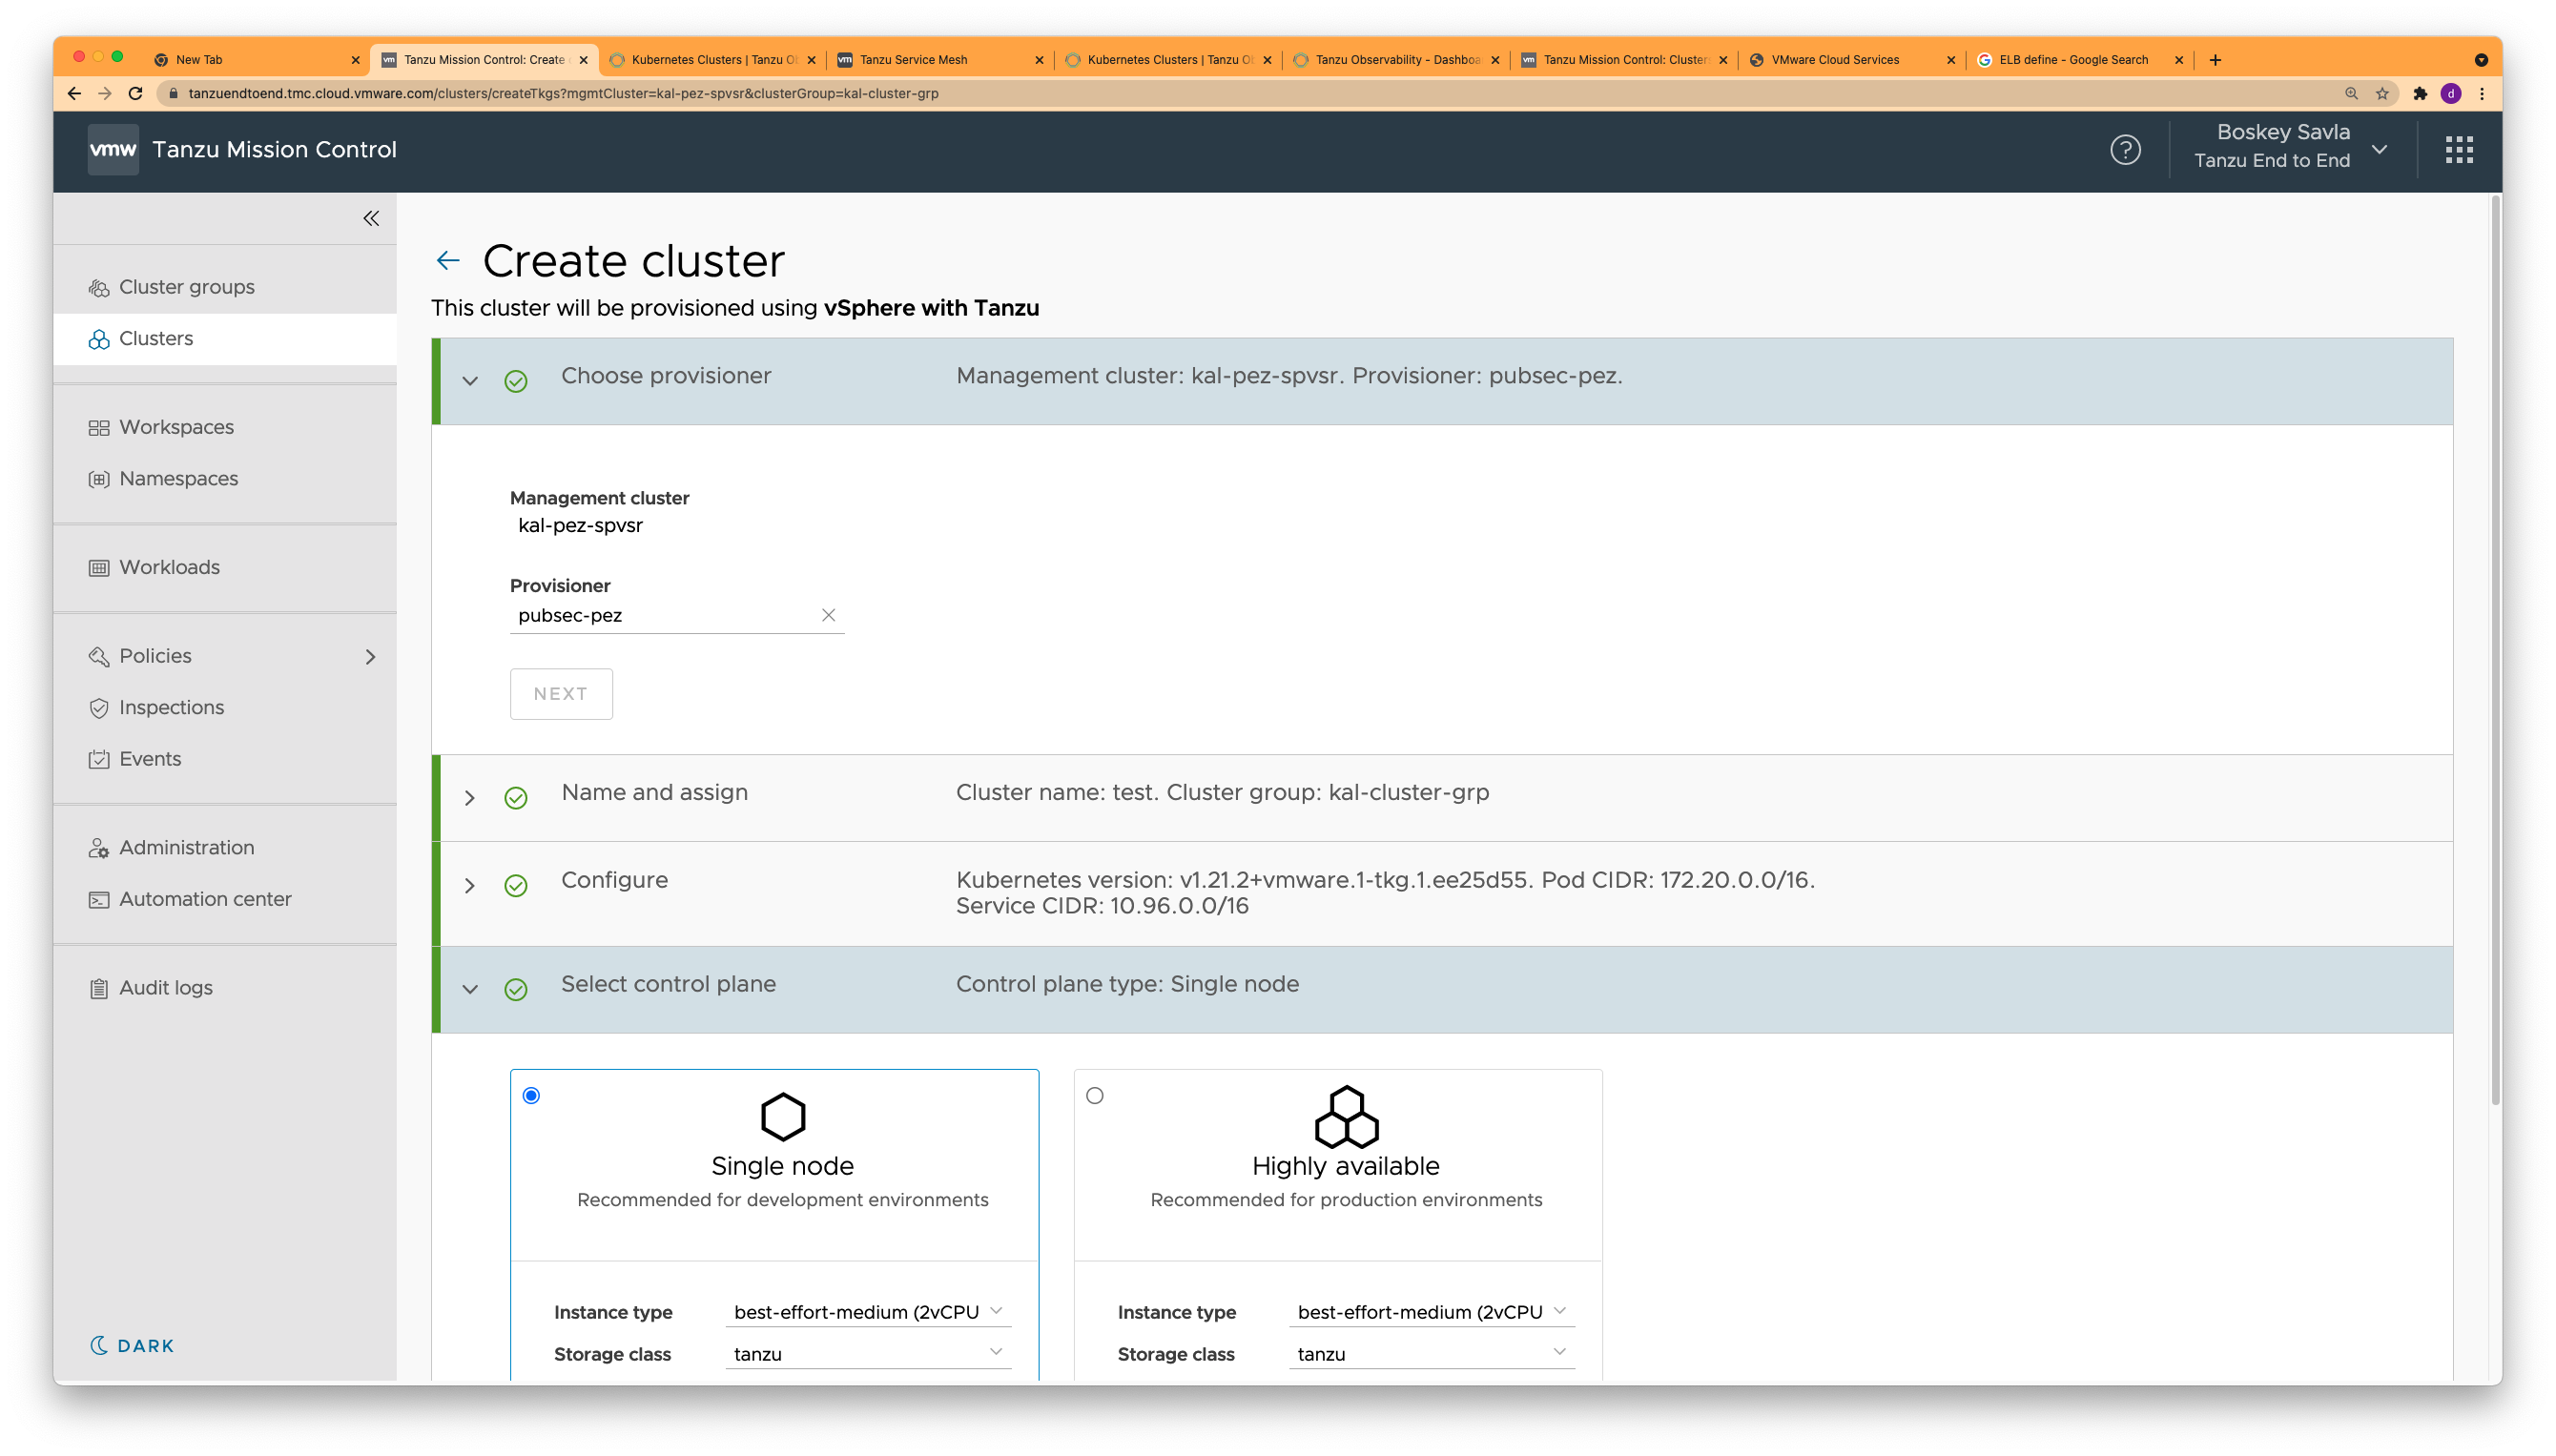 New Tab
Tanzu Mission Control: Create
Kubernetes Clusters | Tanzu O
Tanzu Service Mesh
Kubernetes Clusters | Tanzu O
Tanzu Observability - Dashboa
Tanzu Mission Control: Cluster
VMware Cloud Services
ELB define - Google Search
tanzuendtoend.tmc.cloud.vmware.com/clusters/createTkgs?mgmtCluster=kal-pez-spvsr&clusterGroup=kal-cluster-grp
d
vmw
Tanzu Mission Control
Boskey Savla
Tanzu End to End
Cluster groups
Clusters
Workspaces
Namespaces
Workloads
Policies
Inspections
Events
Administration
Automation center
Audit logs
DARK
Create cluster
This cluster will be provisioned using vSphere with Tanzu
Choose provisioner
Management cluster: kal-pez-spvsr. Provisioner: pubsec-pez.
Management cluster
kal-pez-spvsr
Provisioner
pubsec-pez
NEXT
Name and assign
Cluster name: test. Cluster group: kal-cluster-grp
Configure
Kubernetes version: v1.21.2+vmware.1-tkg.1.ee25d55. Pod CIDR: 172.20.0.0/16.
Service CIDR: 10.96.0.0/16
Select control plane
Control plane type: Single node
Single node
Recommended for development environments
Instance type
best-effort-medium (2vCPU
Storage class
tanzu
Highly available
Recommended for production environments
Instance type
best-effort-medium (2vCPU
Storage class
tanzu